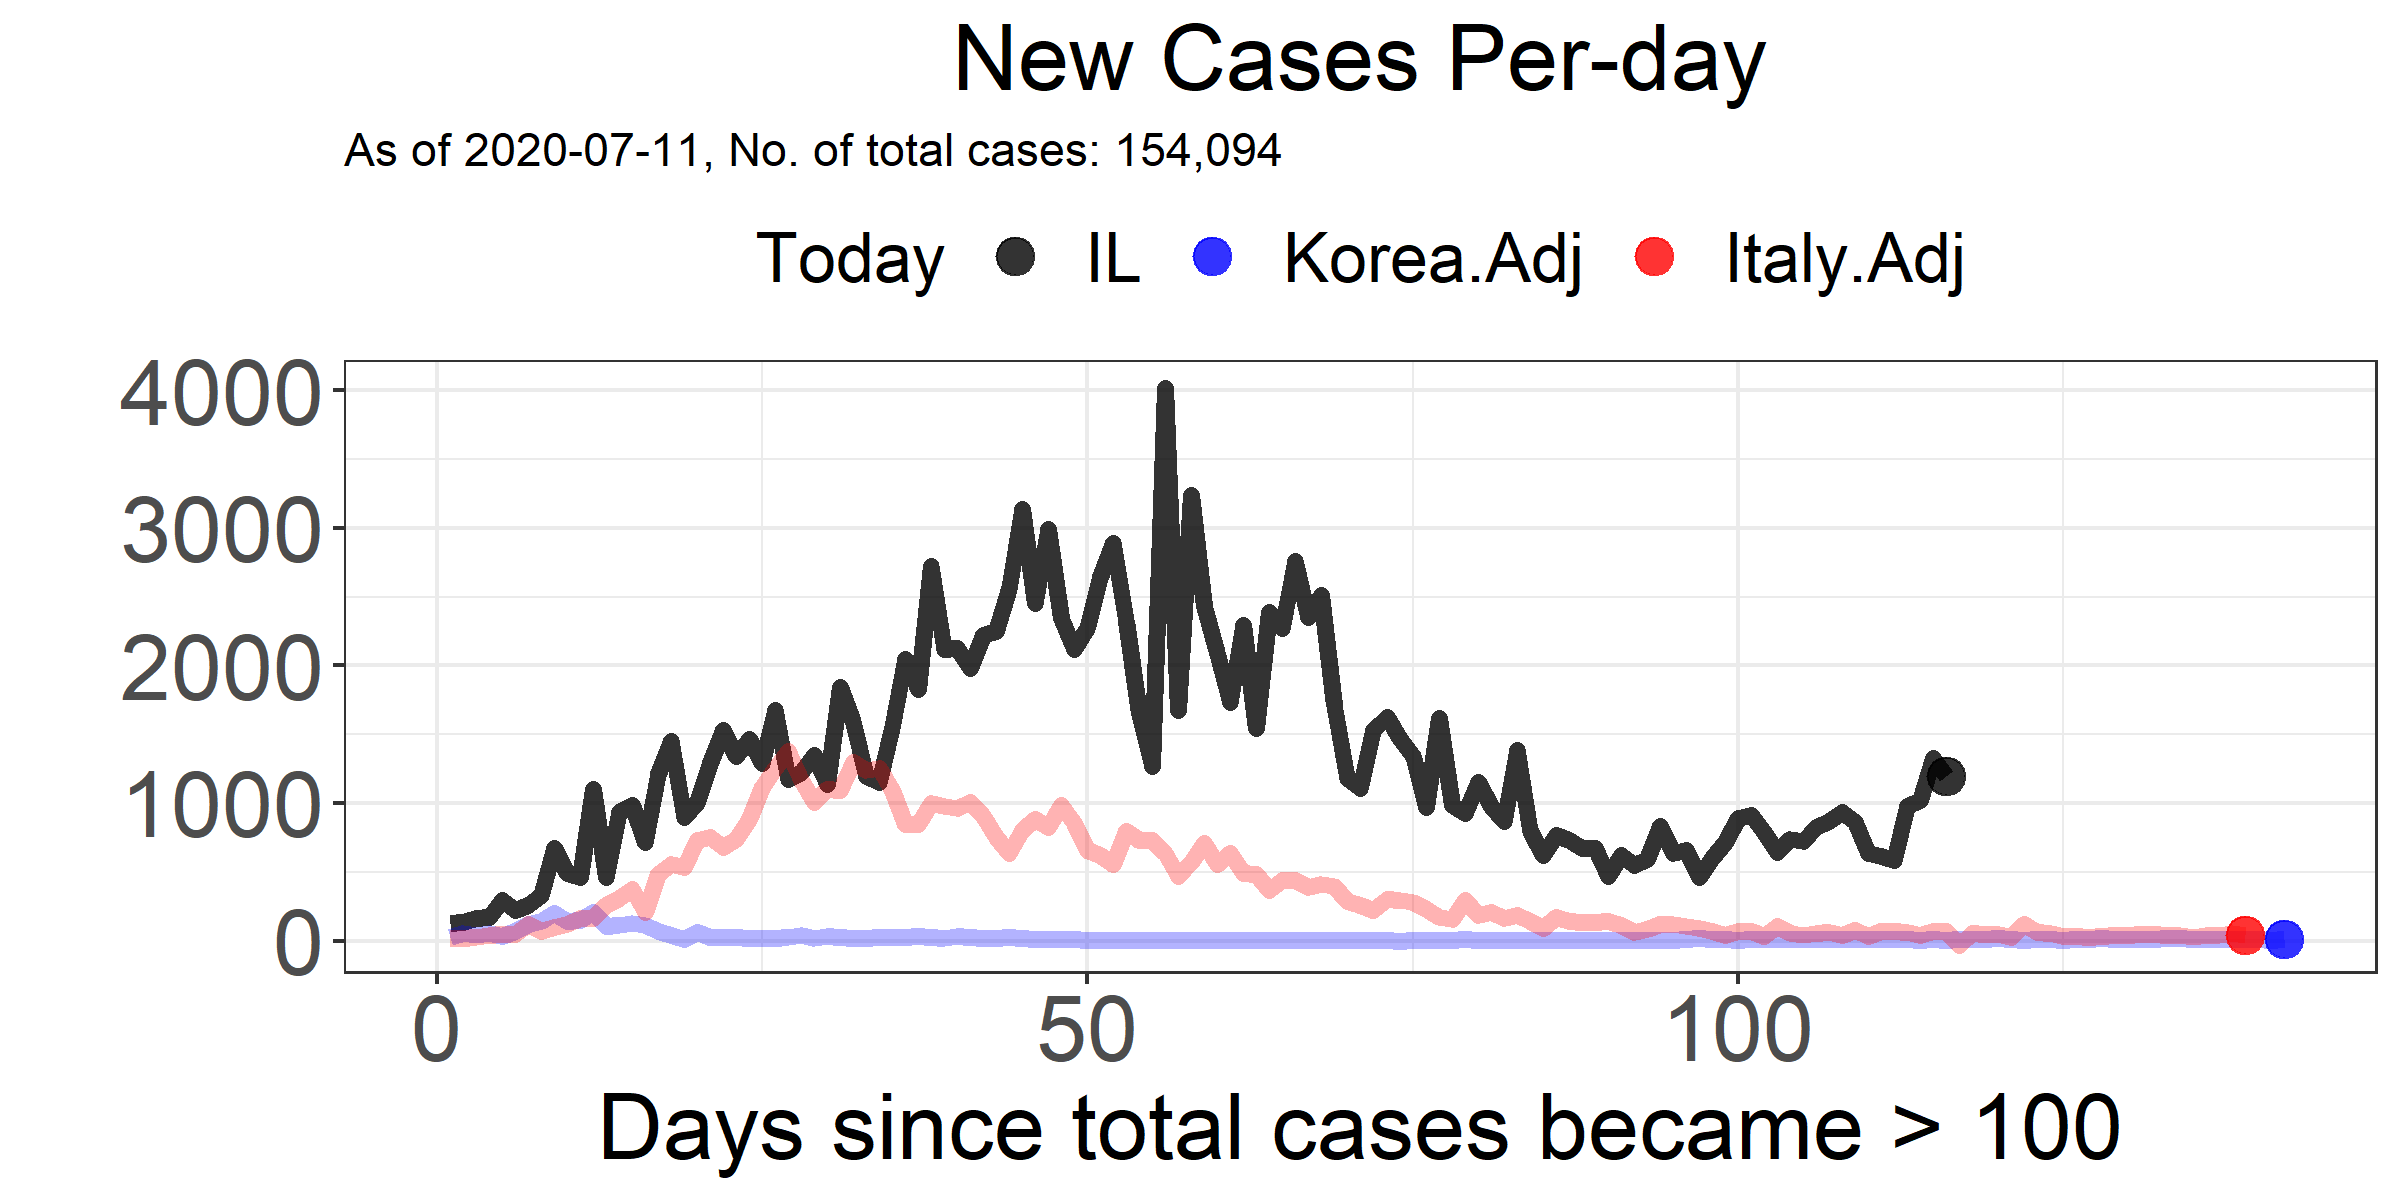 New Cases Per-day
As of 2020-07-11, No. of total cases: 154,094
Today IL Korea.Adj Italy.Adj
4000
3000
2000
1000
0
0 50 100
Days since total cases became > 100